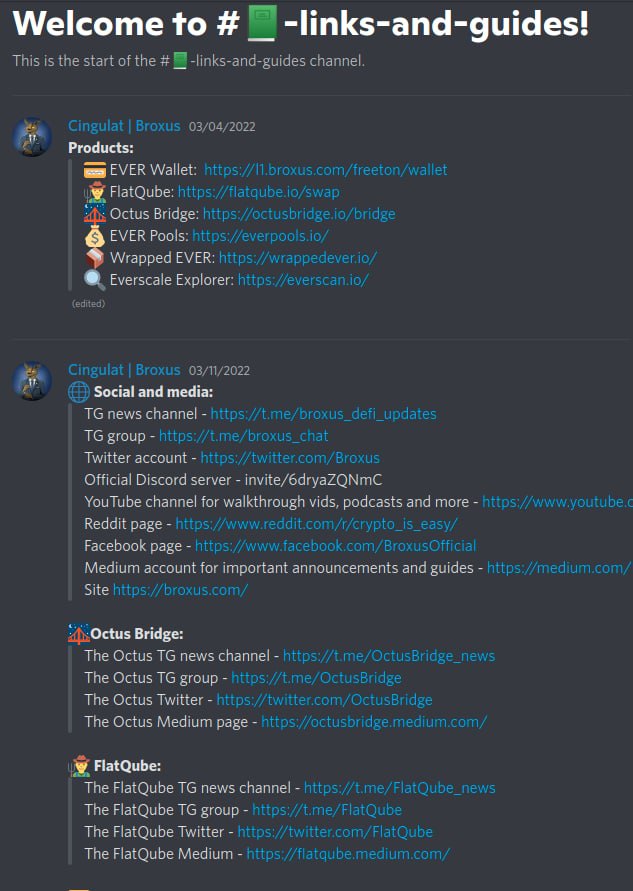 Welcome to #📗-links-and-guides!
This is the start of the #📗-links-and-guides channel.
Cingulat | Broxus 03/04/2022
Products:
💳 EVER Wallet: https://l1.broxus.com/freeton/wallet
👨‍🌾 FlatQube: https://flatqube.io/swap
🌉 Octus Bridge: https://octusbridge.io/bridge
💰 EVER Pools: https://everpools.io/
🧊 Wrapped EVER: https://wrappedever.io/
🔍 Everscale Explorer: https://everscan.io/
(edited)
Cingulat | Broxus 03/11/2022
🌐 Social and media:
TG news channel - https://t.me/broxus_defi_updates
TG group - https://t.me/broxus_chat
Twitter account - https://twitter.com/Broxus
Official Discord server - invite/6dryaZQNmC
YouTube channel for walkthrough vids, podcasts and more - https://www.youtube.c
Reddit page - https://www.reddit.com/r/crypto_is_easy/
Facebook page - https://www.facebook.com/BroxusOfficial
Medium account for important announcements and guides - https://medium.com/
Site https://broxus.com/
🌉Octus Bridge:
The Octus TG news channel - https://t.me/OctusBridge_news
The Octus TG group - https://t.me/OctusBridge
The Octus Twitter - https://twitter.com/OctusBridge
The Octus Medium page - https://octusbridge.medium.com/
👨‍🌾 FlatQube:
The FlatQube TG news channel - https://t.me/FlatQube_news
The FlatQube TG group - https://t.me/FlatQube
The FlatQube Twitter - https://twitter.com/FlatQube
The FlatQube Medium - https://flatqube.medium.com/